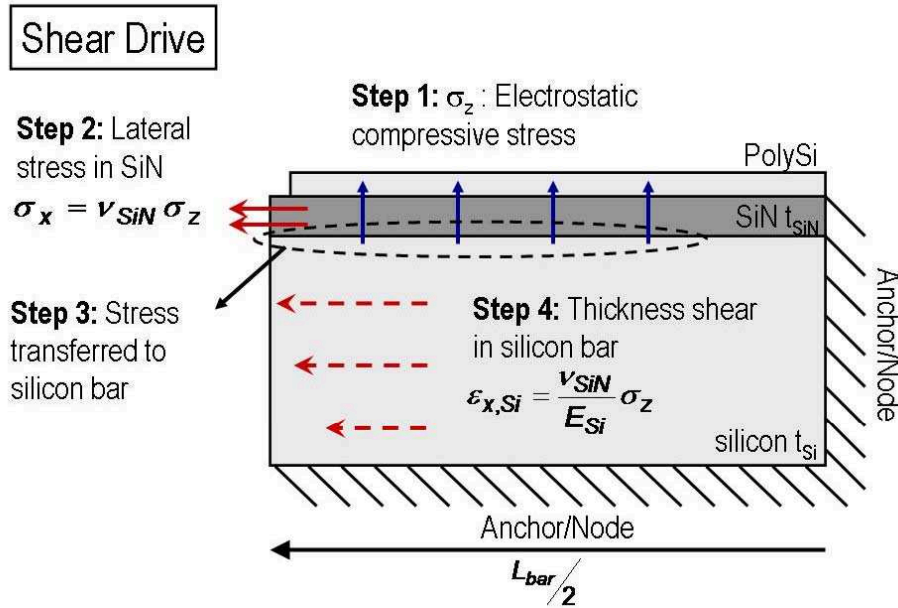 Shear Drive
Step 1: σz : Electrostatic
compressive stress
Step 2: Lateral
stress in SiN
σx = νSiN σz
PolySi
SiN tSiN
Anchor/Node
Step 3: Stress
transferred to
silicon bar
Step 4: Thickness shear
in silicon bar
εx,Si = νSiN/ESi σz
silicon tSi
Anchor/Node
Lbar/2